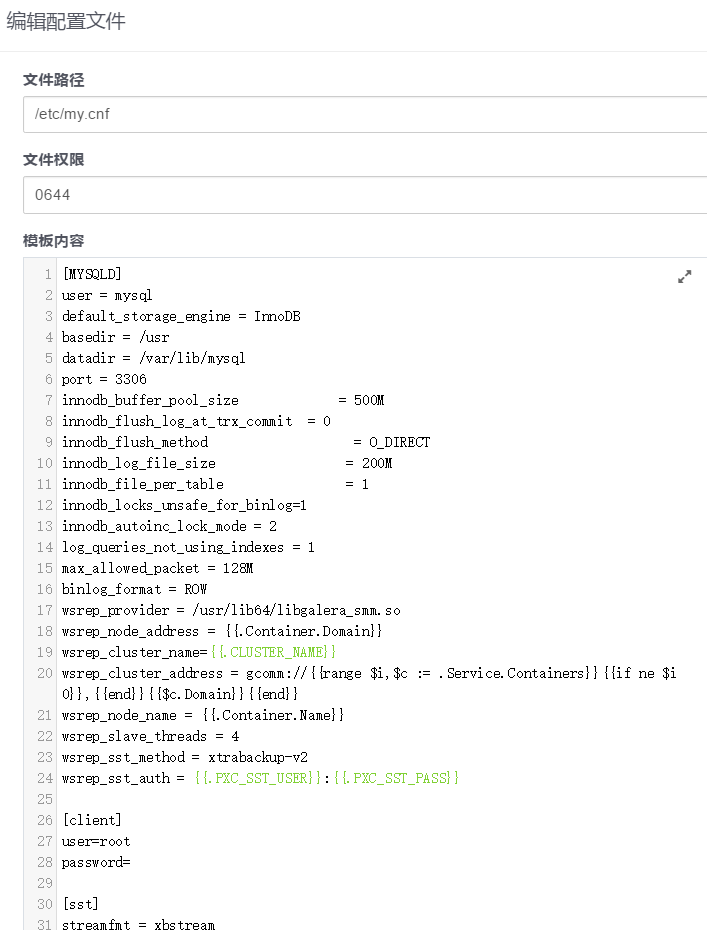 编辑配置文件
文件路径
/etc/my.cnf
文件权限
0644
模板内容
1 [MYSQLD]
2 user = mysql
3 default_storage_engine = InnoDB
4 basedir = /usr
5 datadir = /var/lib/mysql
6 port = 3306
7 innodb_buffer_pool_size = 500M
8 innodb_flush_log_at_trx_commit = 0
9 innodb_flush_method = O_DIRECT
10 innodb_log_file_size = 200M
11 innodb_file_per_table = 1
12 innodb_locks_unsafe_for_binlog=1
13 innodb_autoinc_lock_mode = 2
14 log_queries_not_using_indexes = 1
15 max_allowed_packet = 128M
16 binlog_format = ROW
17 wsrep_provider = /usr/lib64/libgalera_smm.so
18 wsrep_node_address = {{.Container.Domain}}
19 wsrep_cluster_name={{.CLUSTER_NAME}}
20 wsrep_cluster_address = gcomm://{{range $i,$c := .Service.Containers}}{{if ne $i
0}},{{end}}{{$c.Domain}}{{end}}
21 wsrep_node_name = {{.Container.Name}}
22 wsrep_slave_threads = 4
23 wsrep_sst_method = xtrabackup-v2
24 wsrep_sst_auth = {{.PXC_SST_USER}}:{{.PXC_SST_PASS}}
25
26 [client]
27 user=root
28 password=
29
30 [sst]
31 streamfmt = xbstream